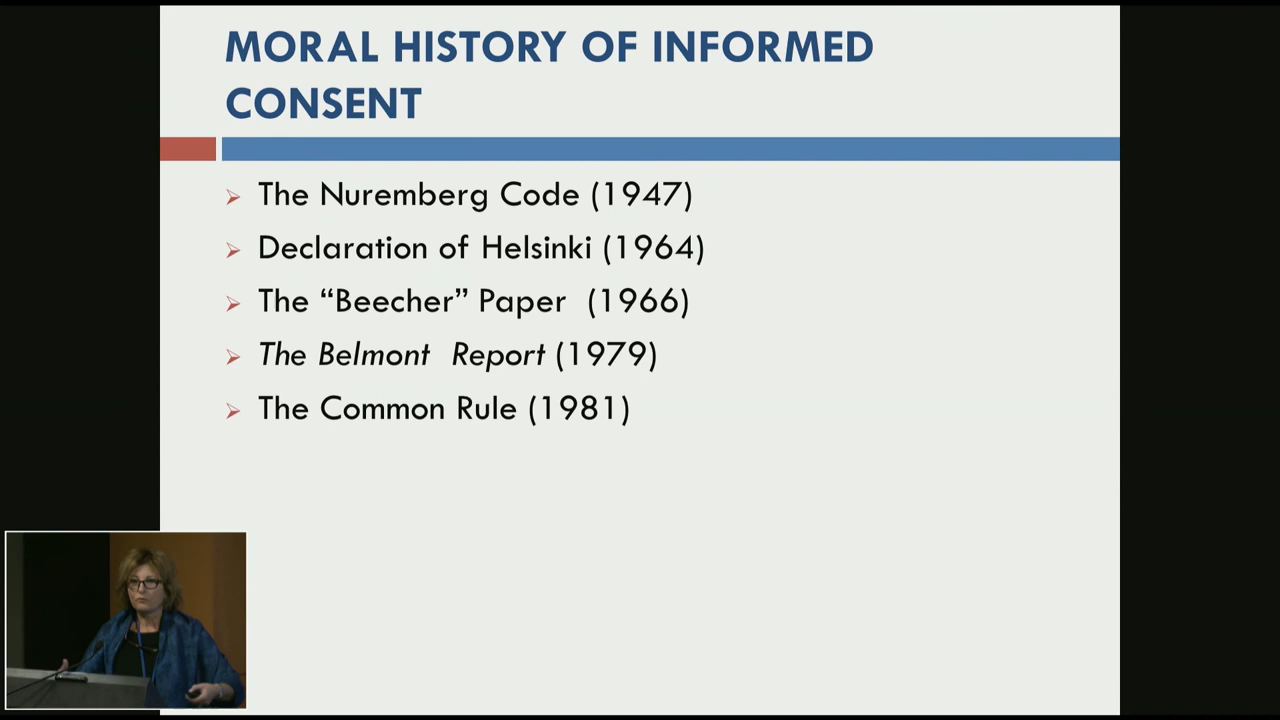 MORAL HISTORY OF INFORMED
CONSENT
The Nuremberg Code (1947)
Declaration of Helsinki (1964)
The “Beecher” Paper (1966)
The Belmont Report (1979)
The Common Rule (1981)